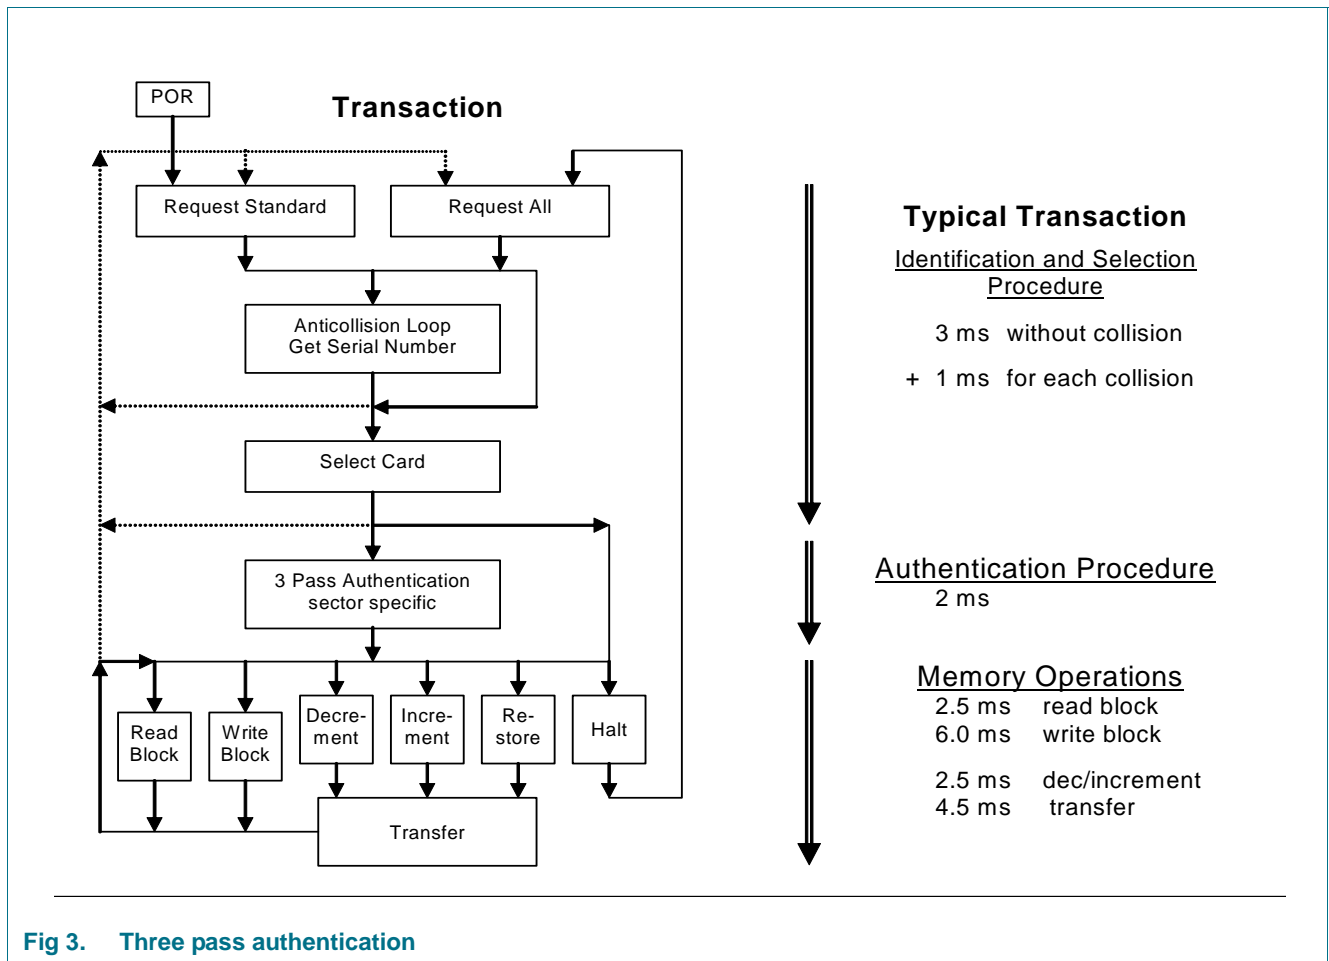 POR
Transaction
Request Standard
Request All
Anticollision Loop
Get Serial Number
Select Card
3 Pass Authentication
sector specific
Read
Block
Write
Block
Decre-
ment
Incre-
ment
Re-
store
Halt
Transfer
Typical Transaction
Identification and Selection
Procedure
3 ms without collision
+ 1 ms for each collision
Authentication Procedure
2 ms
Memory Operations
2.5 ms read block
6.0 ms write block
2.5 ms dec/increment
4.5 ms transfer
Fig 3. Three pass authentication